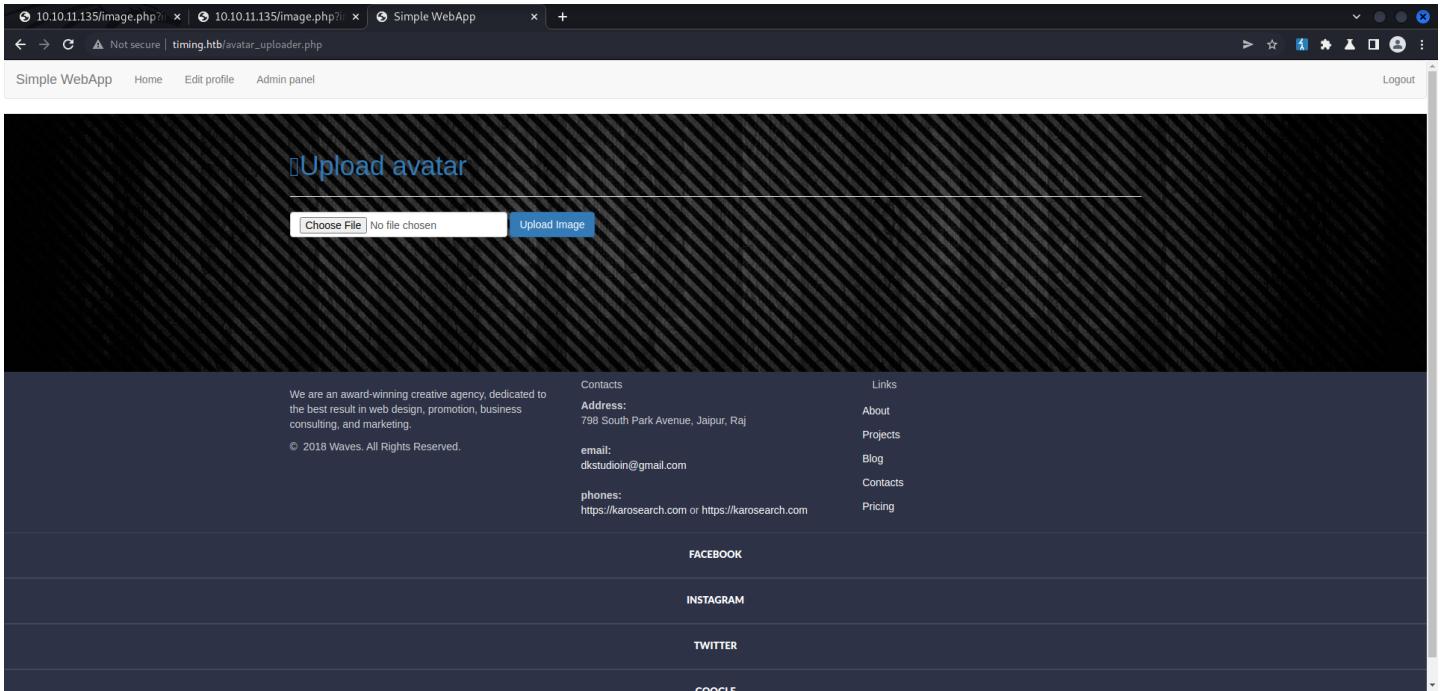 10.10.11.135/image.php?i
10.10.11.135/image.php?i
Simple WebApp
Not secure timing.htb/avatar_uploader.php
Simple WebApp Home Edit profile Admin panel Logout
Upload avatar
Choose File No file chosen Upload Image
We are an award-winning creative agency, dedicated to
the best result in web design, promotion, business
consulting, and marketing.
© 2018 Waves. All Rights Reserved.
Contacts
Address:
798 South Park Avenue, Jaipur, Raj
email:
dkstudioin@gmail.com
phones:
https://karosearch.com or https://karosearch.com
Links
About
Projects
Blog
Contacts
Pricing
FACEBOOK
INSTAGRAM
TWITTER
GOOGLE